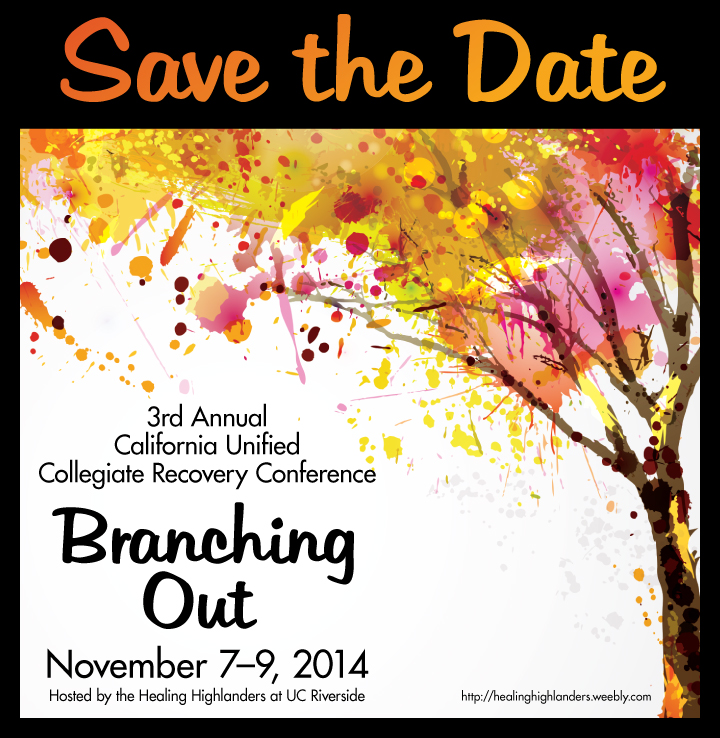 Save the Date
3rd Annual
California Unified
Collegiate Recovery Conference
Branching
Out
November 7–9, 2014
Hosted by the Healing Highlanders at UC Riverside
http://healinghighlanders.weebly.com